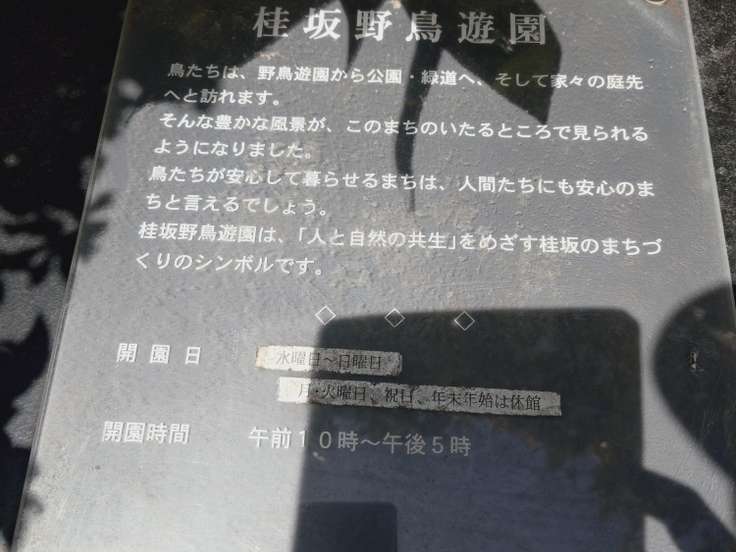 桂坂野鳥遊園
鳥たちは、野鳥遊園から公園・緑道へ、そして家々の庭先
へと訪れます。
そんな豊かな風景が、このまちのいたるところで見られる
ようになりました。
鳥たちが安心して暮らせるまちは、人間たちにも安心のま
ちと言えるでしょう。
桂坂野鳥遊園は、「人と自然の共生」をめざす桂坂のまちづ
くりのシンボルです。
◇ ◇ ◇
開園日 水曜日～日曜日
月・火曜日、祝日、年末年始は休館
開園時間 午前10時～午後5時